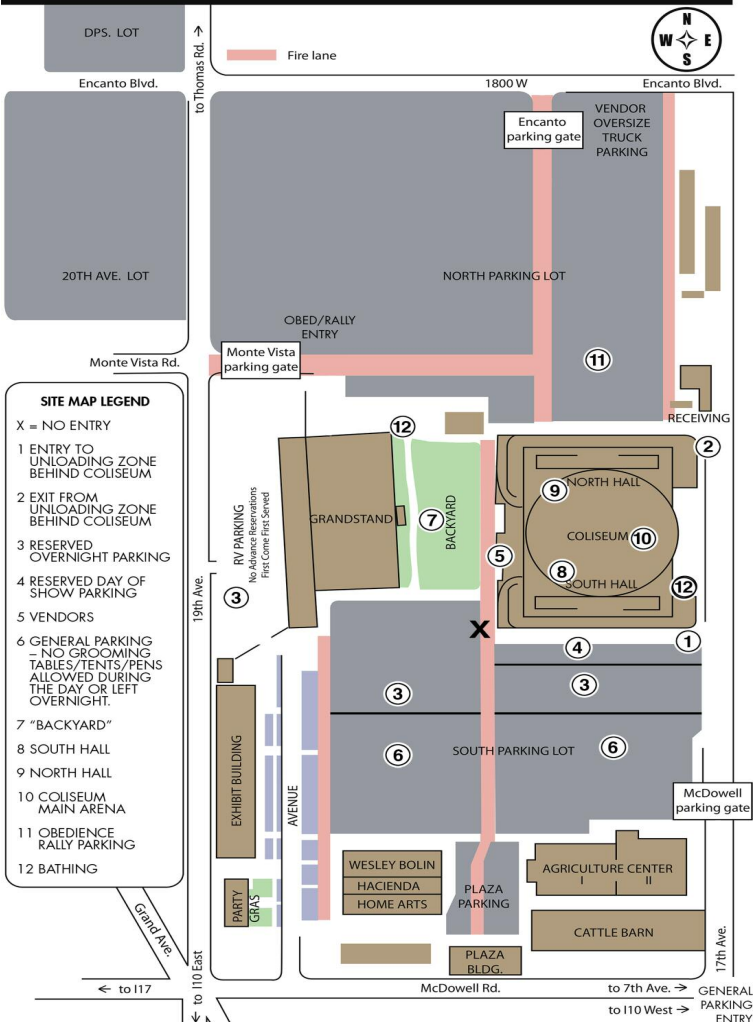 DPS. LOT
to Thomas Rd. →
Fire lane
N
W E
S
Encanto Blvd.
1800 W
Encanto Blvd.
Encanto
parking gate
VENDOR
OVERSIZE
TRUCK
PARKING
20TH AVE. LOT
NORTH PARKING LOT
OBED/RALLY
ENTRY
Monte Vista Rd.
Monte Vista
parking gate
11
SITE MAP LEGEND
X = NO ENTRY
1 ENTRY TO
UNLOADING ZONE
BEHIND COLISEUM
2 EXIT FROM
UNLOADING ZONE
BEHIND COLISEUM
3 RESERVED
OVERNIGHT PARKING
4 RESERVED DAY OF
SHOW PARKING
5 VENDORS
6 GENERAL PARKING
– NO GROOMING
TABLES/TENTS/PENS
ALLOWED DURING
THE DAY OR LEFT
OVERNIGHT.
7 "BACKYARD"
8 SOUTH HALL
9 NORTH HALL
10 COLISEUM
MAIN ARENA
11 OBEDIENCE
RALLY PARKING
12 BATHING
RECEIVING
12
2
NORTH HALL
9
GRANDSTAND
7
BACKYARD
COLISEUM
10
5
8
SOUTH HALL
12
RV PARKING
No Advance Reservations
First Come First Served
3
19th Ave.
X
1
4
3
3
6
SOUTH PARKING LOT
6
EXHIBIT BUILDING
AVENUE
McDowell
parking gate
WESLEY BOLIN
HACIENDA
HOME ARTS
PLAZA
PARKING
AGRICULTURE CENTER
I II
PARTY
GRAS
CATTLE BARN
PLAZA
BLDG.
17th Ave.
Grand Ave.
← to I17
to I10 East
McDowell Rd.
to 7th Ave. →
to I10 West →
GENERAL
PARKING
ENTRY